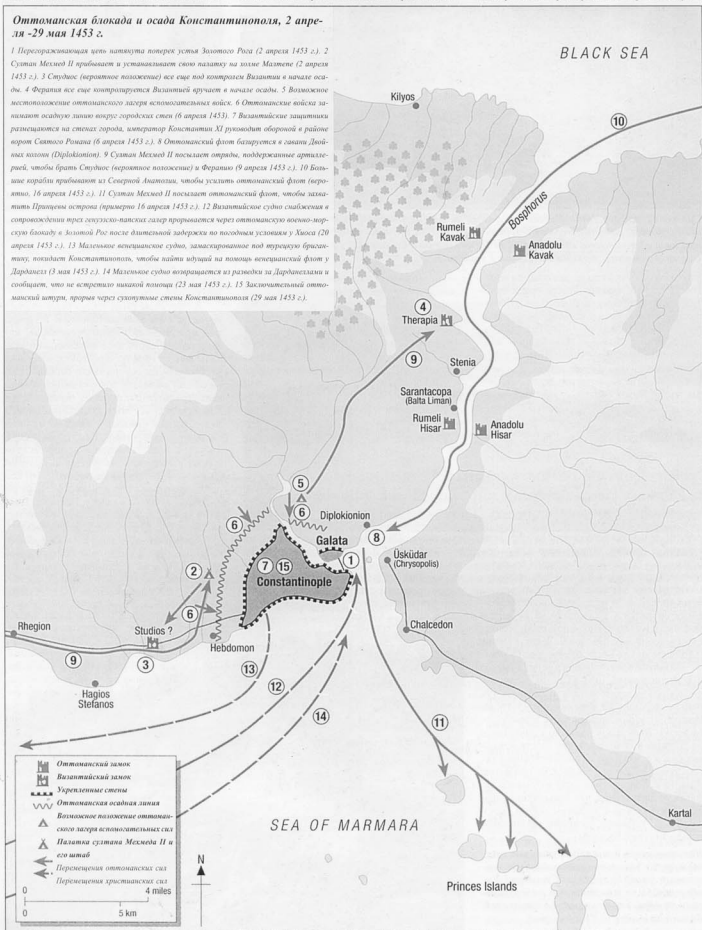 Оттоманская блокада и осада Константинополя, 2 апре-
ля -29 мая 1453 г.
1 Перегораживающая цепь натянута поперек устья Золотого Рога (2 апреля 1453 г.). 2
Султан Мехмед II прибывает и устанавливает свою палатку на холме Малтепе (2 апреля
1453 г.). 3 Студиос (вероятное положение) все еще под контролем Византии в начале оса-
ды. 4 Ферапия все еще контролируется Византией вручает в начале осады. 5 Возможное
местоположение оттоманского лагеря вспомогательных войск. 6 Оттоманские войска за-
нимают осадную линию вокруг городских стен (6 апреля 1453). 7 Византийские защитники
размещаются на стенах города, император Константин XI руководит обороной в районе
ворот Святого Романа (6 апреля 1453 г.). 8 Оттоманский флот базируется в гавани Двой-
ных колонн (Diplokionion). 9 Султан Мехмед II посылает отряды, поддержанные артилле-
рией, чтобы брать Студиос (вероятное положение) и Ферапию (9 апреля 1453 г.). 10 Боль-
шие корабли прибывают из Северной Анатолии, чтобы усилить оттоманский флот (веро-
ятно, 16 апреля 1453 г.). 11 Султан Мехмед II посылает оттоманский флот, чтобы захва-
тить Принцевы острова (примерно 16 апреля 1453 г.). 12 Византийское судно снабжения в
сопровождении трех генуэзско-папских галер прорывается через оттоманскую военно-мор-
скую блокаду в Золотой Рог после длительной задержки по погодным условиям у Хиоса (20
апреля 1453 г.). 13 Маленькое венецианское судно, замаскированное под турецкую бриган-
тину, покидает Константинополь, чтобы найти идущий на помощь венецианский флот у
Дарданелл (3 мая 1453 г.). 14 Маленькое судно возвращается из разведки за Дарданеллами и
сообщает, что не встретило никакой помощи (23 мая 1453 г.). 15 Заключительный отто-
манский штурм, прорыв через сухопутные стены Константинополя (29 мая 1453 г.).
BLACK SEA
Kilyos
10
Bosphorus
Rumeli
Kavak
Anadolu
Kavak
4
Therapia
9
Stenia
Sarantacopa
(Balta Liman)
Rumeli
Hisar
Anadolu
Hisar
5
6
6
Diplokionion
8
Galata
1
7 15
Constantinople
2
Üsküdar
(Chrysopolis)
6
Rhegion
Studios ?
Hebdomon
Chalcedon
9
3
13
Hagios
Stefanos
12
14
11
SEA OF MARMARA
Kartal
Princes Islands
Оттоманский замок
Византийский замок
Укрепленные стены
Оттоманская осадная линия
Возможное положение оттоман-
ского лагеря вспомогательных сил
Палатка султана Мехмеда II и
его штаб
Перемещения оттоманских сил
Перемещения христианских сил
N
0 4 miles
0 5 km